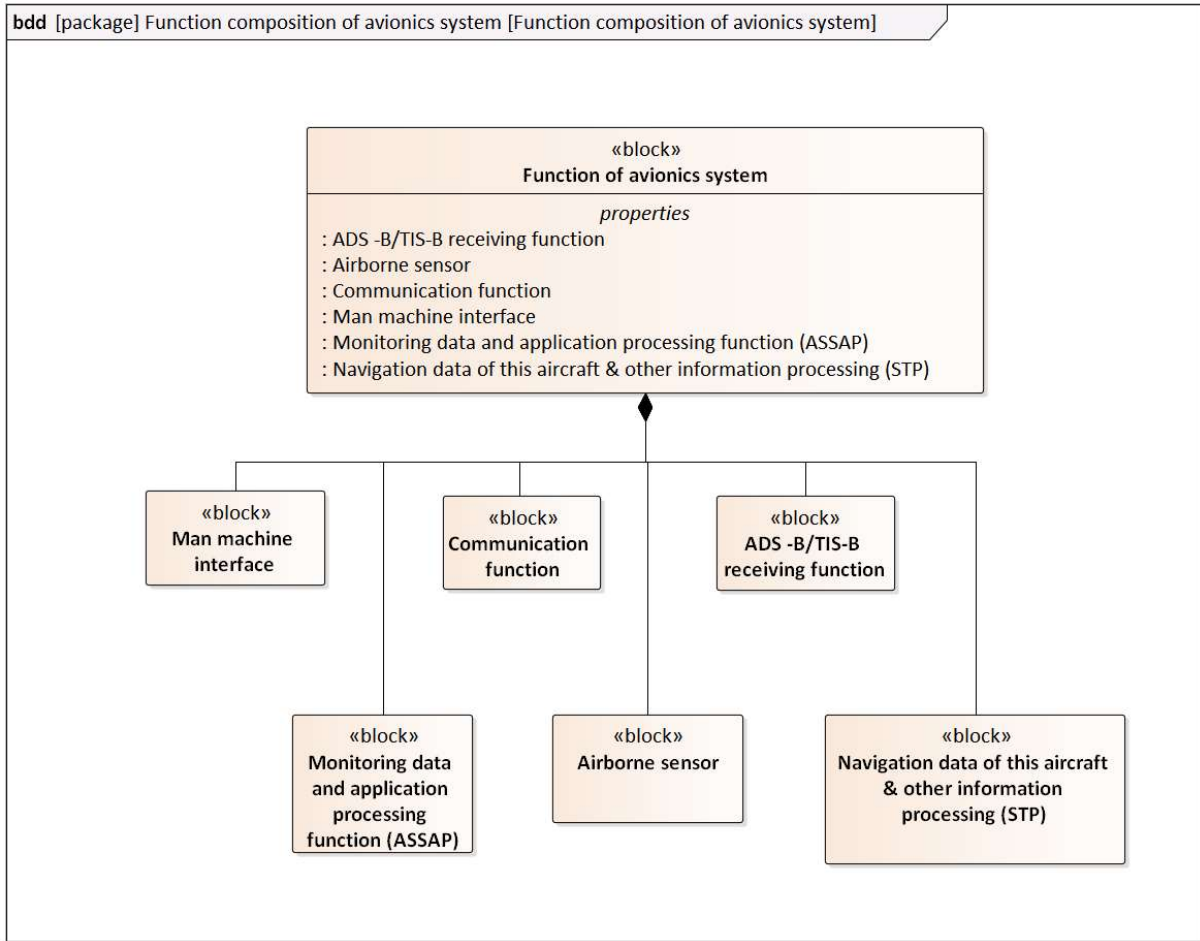 bdd [package] Function composition of avionics system [Function composition of avionics system]
«block»
Function of avionics system
properties
: ADS -B/TIS-B receiving function
: Airborne sensor
: Communication function
: Man machine interface
: Monitoring data and application processing function (ASSAP)
: Navigation data of this aircraft & other information processing (STP)
«block»
Man machine
interface
«block»
Communication
function
«block»
ADS -B/TIS-B
receiving function
«block»
Monitoring data
and application
processing
function (ASSAP)
«block»
Airborne sensor
«block»
Navigation data of this aircraft
& other information
processing (STP)